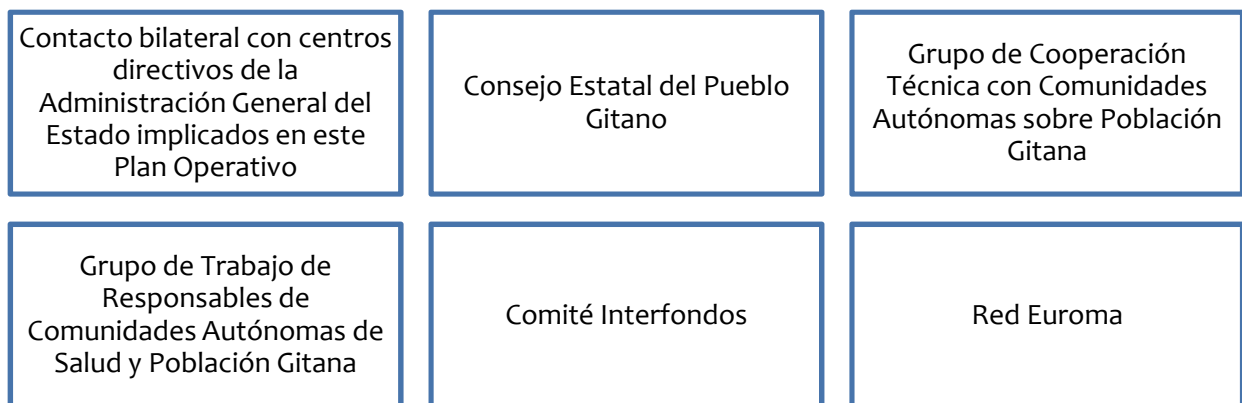 Contacto bilateral con centros
directivos de la
Administración General del
Estado implicados en este
Plan Operativo
Consejo Estatal del Pueblo
Gitano
Grupo de Cooperación
Técnica con Comunidades
Autónomas sobre Población
Gitana
Grupo de Trabajo de
Responsables de
Comunidades Autónomas de
Salud y Población Gitana
Comité Interfondos
Red Euroma